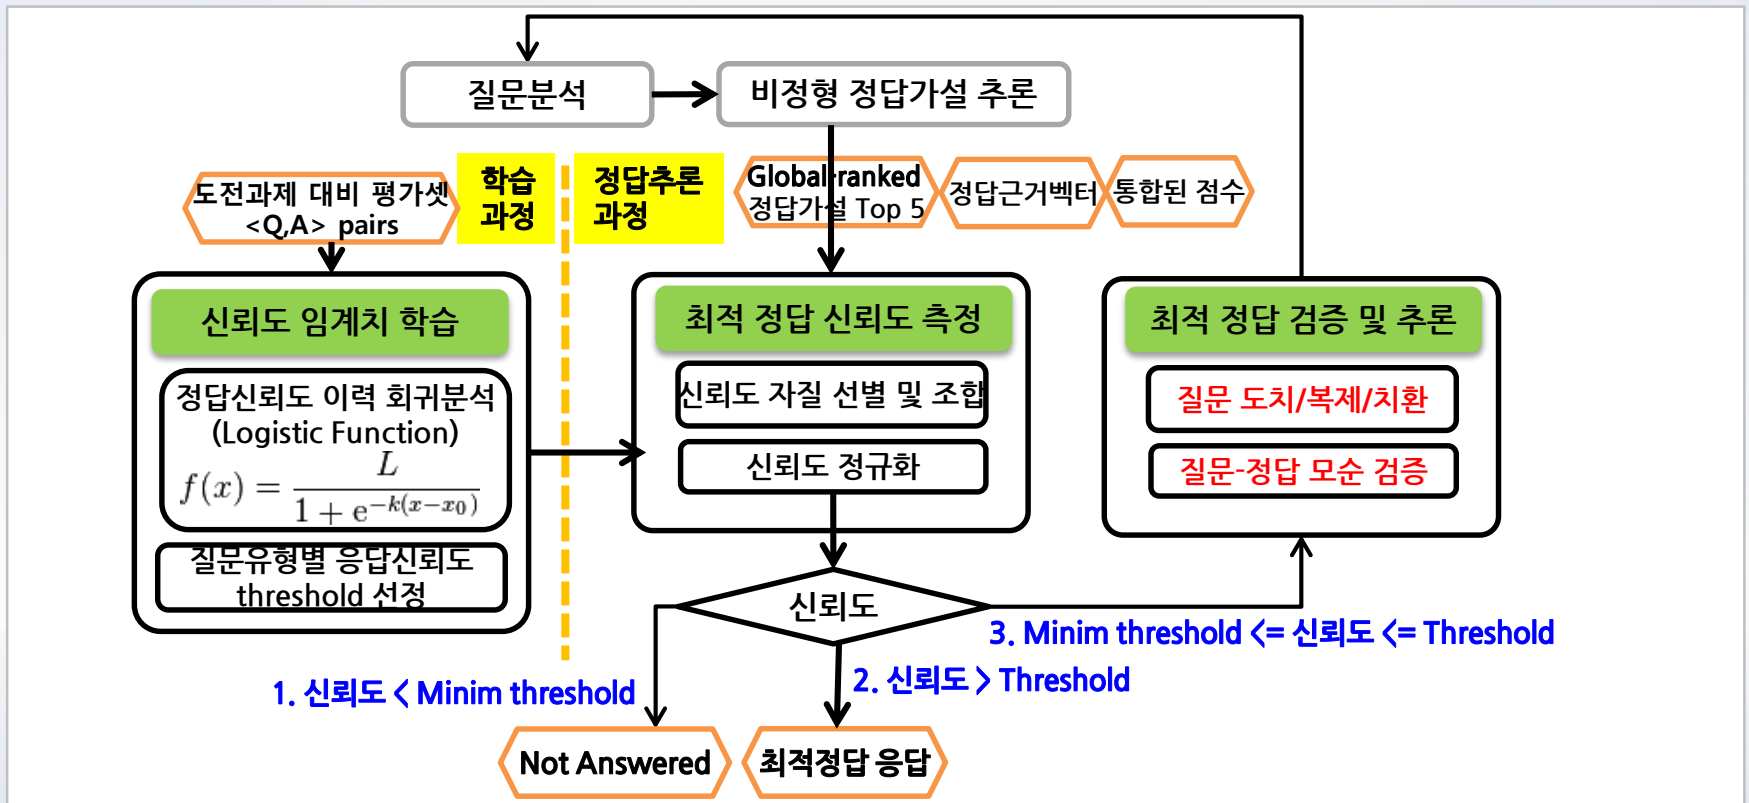 질문분석
비정형 정답가설 추론
도전과제 대비 평가셋
<Q,A> pairs
학습
과정
정답추론
과정
Global-ranked
정답가설 Top 5
정답근거벡터
통합된 점수
신뢰도 임계치 학습
정답신뢰도 이력 회귀분석
(Logistic Function)
f(x) = L / (1 + e^{-k(x-x_0)})
질문유형별 응답신뢰도
threshold 선정
최적 정답 신뢰도 측정
신뢰도 자질 선별 및 조합
신뢰도 정규화
최적 정답 검증 및 추론
질문 도치/복제/치환
질문-정답 모순 검증
신뢰도
3. Minim threshold <= 신뢰도 <= Threshold
1. 신뢰도 < Minim threshold
2. 신뢰도 > Threshold
Not Answered
최적정답 응답